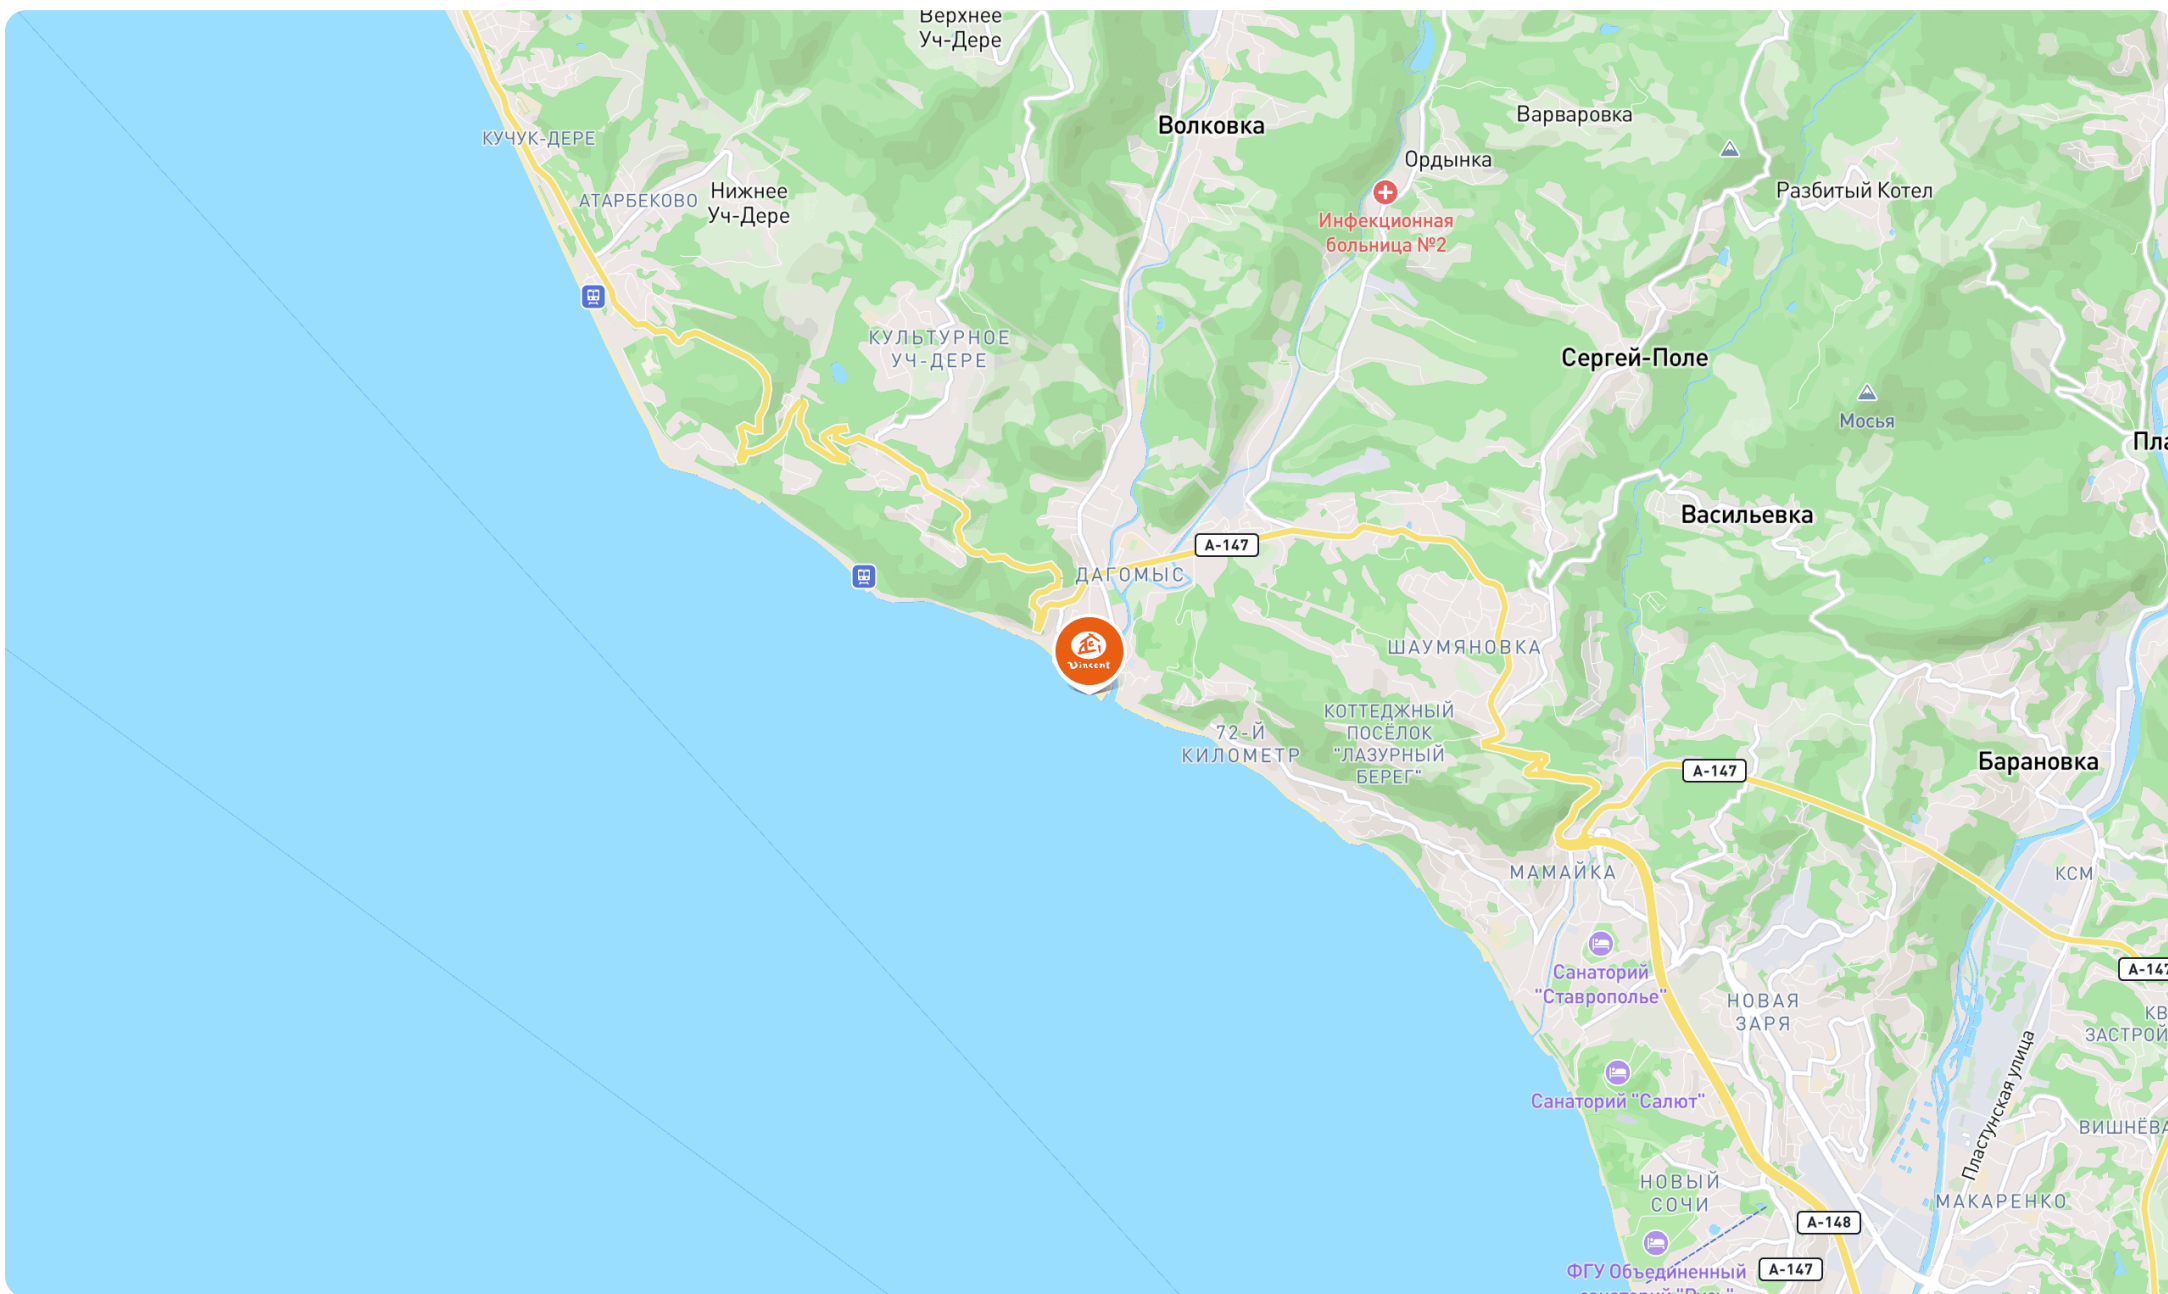 Верхнее
Уч-Дере
Волковка
Варваровка
КУЧУК-ДЕРЕ
Ордынка
АТАРБЕКОВО
Нижнее
Уч-Дере
Разбитый Котел
Инфекционная
больница №2
КУЛЬТУРНОЕ
УЧ-ДЕРЕ
Сергей-Поле
Мосья
Пла
Васильевка
А-147
ДАГОМЫС
Vincent
ШАУМЯНОВКА
КОТТЕДЖНЫЙ
ПОСЁЛОК
"ЛАЗУРНЫЙ
БЕРЕГ"
72-Й
КИЛОМЕТР
А-147
Барановка
МАМАЙКА
КСМ
Санаторий
"Ставрополье"
А-147
НОВАЯ
ЗАРЯ
КВ
ЗАСТРОЙ
Пластунская улица
Санаторий "Салют"
ВИШНЁВА
НОВЫЙ
СОЧИ
МАКАРЕНКО
А-148
А-147
ФГУ Объединенный
санаторий "Русь"